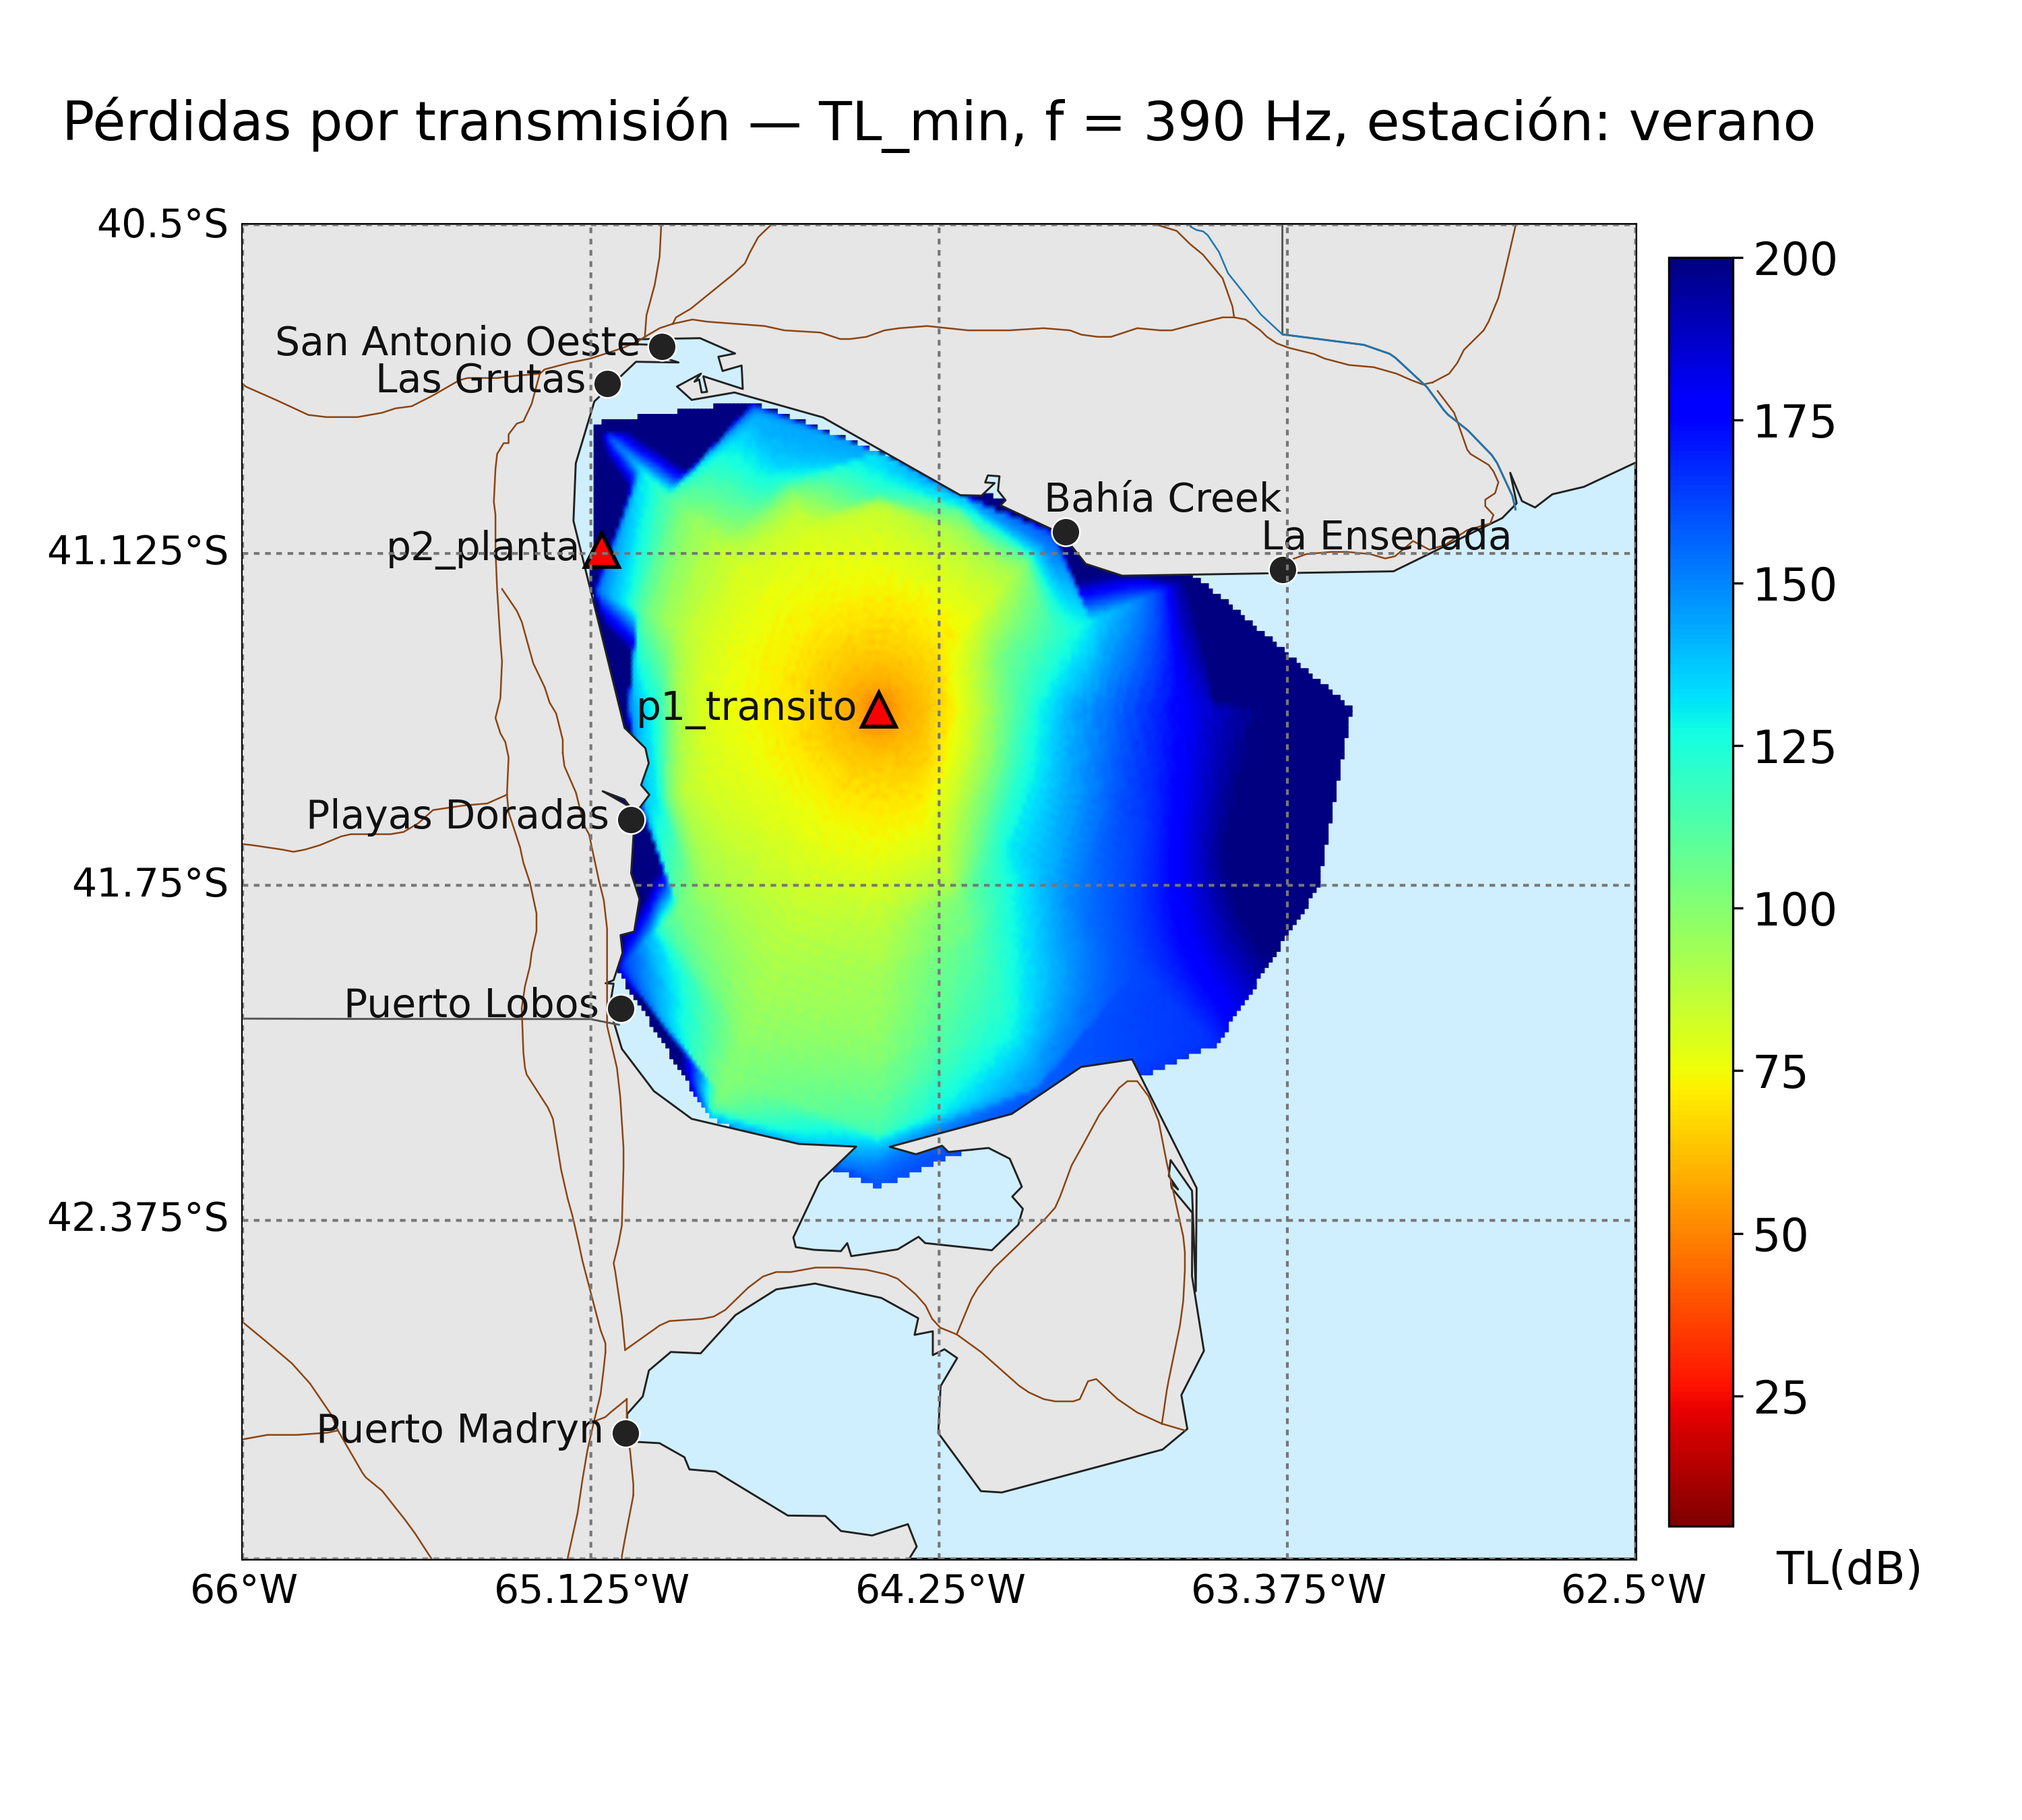 Pérdidas por transmisión — TL_min, f = 390 Hz, estación: verano
40.5°S
200
San Antonio Oeste
Las Grutas
175
Bahía Creek
La Ensenada
p2_planta
41.125°S
150
p1_transito
125
Playas Doradas
41.75°S
100
Puerto Lobos
75
42.375°S
50
25
Puerto Madryn
TL(dB)
66°W
65.125°W
64.25°W
63.375°W
62.5°W